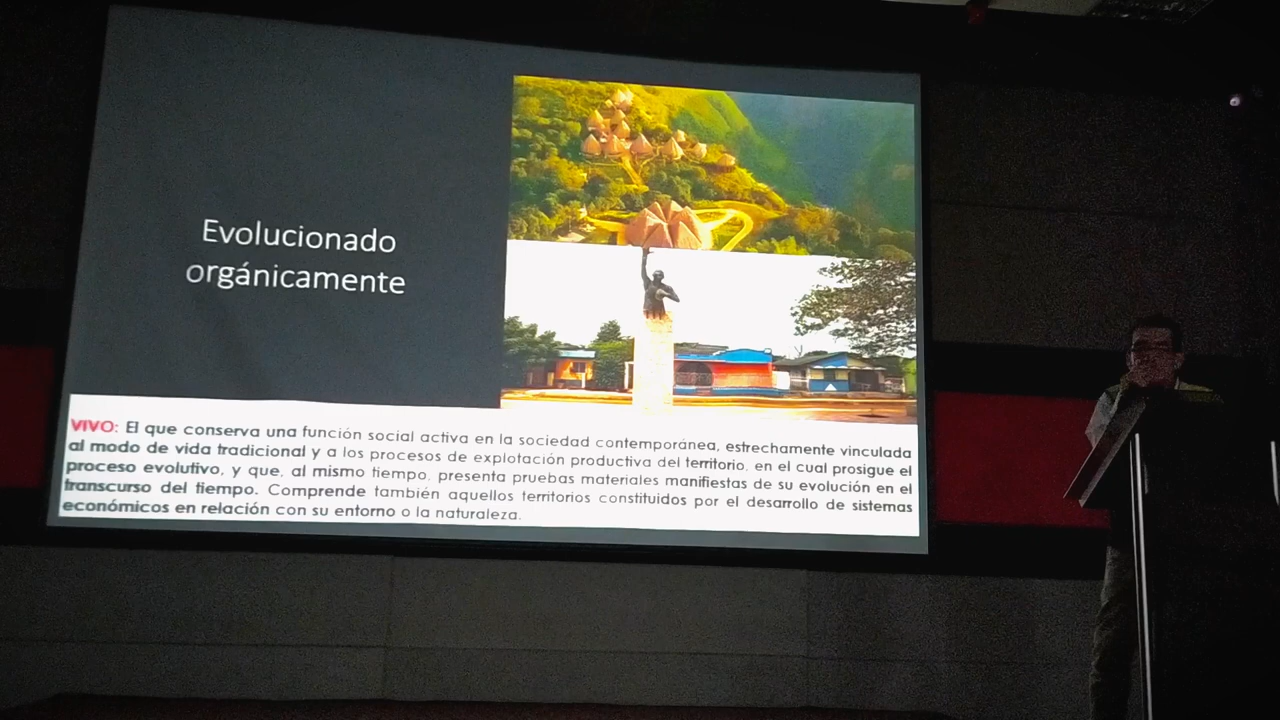 Evolucionado
orgánicamente
VIVO: El que conserva una función social activa en la sociedad contemporánea, estrechamente vinculada
al modo de vida tradicional y a los procesos de explotación productiva del territorio, en el cual prosigue el
proceso evolutivo, y que, al mismo tiempo, presenta pruebas materiales manifiestas de su evolución en el
transcurso del tiempo. Comprende también aquellos territorios constituidos por el desarrollo de sistemas
económicos en relación con su entorno o la naturaleza.